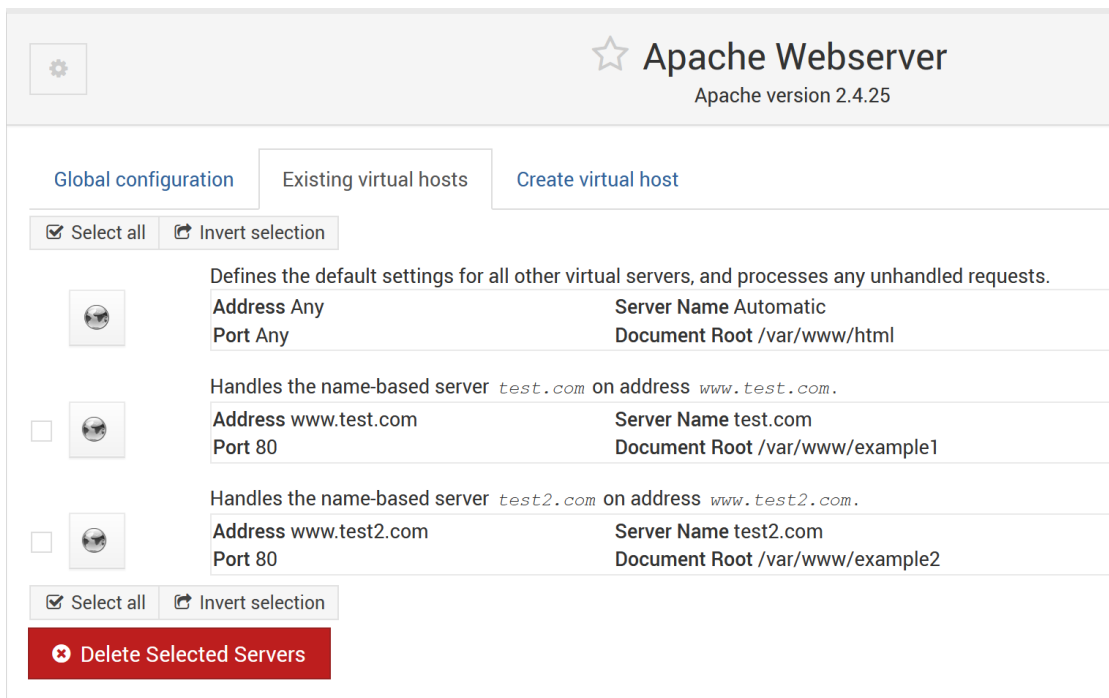 Apache Webserver
Apache version 2.4.25
Global configuration
Existing virtual hosts
Create virtual host
Select all
Invert selection
Defines the default settings for all other virtual servers, and processes any unhandled requests.
Address Any
Server Name Automatic
Port Any
Document Root /var/www/html
Handles the name-based server test.com on address www.test.com.
Address www.test.com
Server Name test.com
Port 80
Document Root /var/www/example1
Handles the name-based server test2.com on address www.test2.com.
Address www.test2.com
Server Name test2.com
Port 80
Document Root /var/www/example2
Select all
Invert selection
Delete Selected Servers